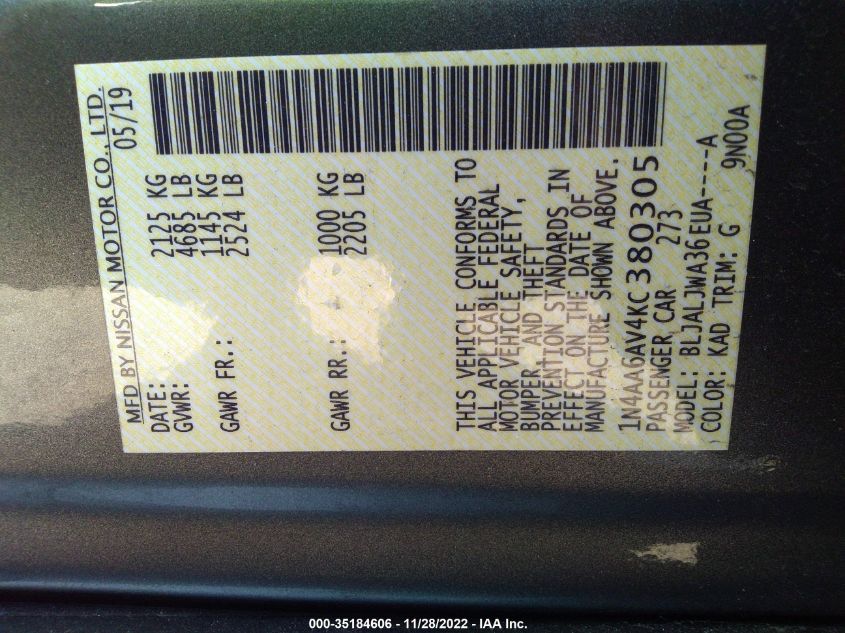 MFD BY NISSAN MOTOR CO., LTD.
DATE: 05/19
GVWR: 2125 KG
4685 LB
GAWR FR.: 1145 KG
2524 LB
GAWR RR.: 1000 KG
2205 LB
THIS VEHICLE CONFORMS TO
ALL APPLICABLE FEDERAL
MOTOR VEHICLE SAFETY,
BUMPER AND THEFT
PREVENTION STANDARDS IN
EFFECT ON THE DATE OF
MANUFACTURE SHOWN ABOVE.
1N4AA6AV4KC380305
PASSENGER CAR 273
MODEL: BLJALJWA36EUA----A
COLOR: KAD TRIM: G 9N00A
000-35184606 - 11/28/2022 - IAA Inc.